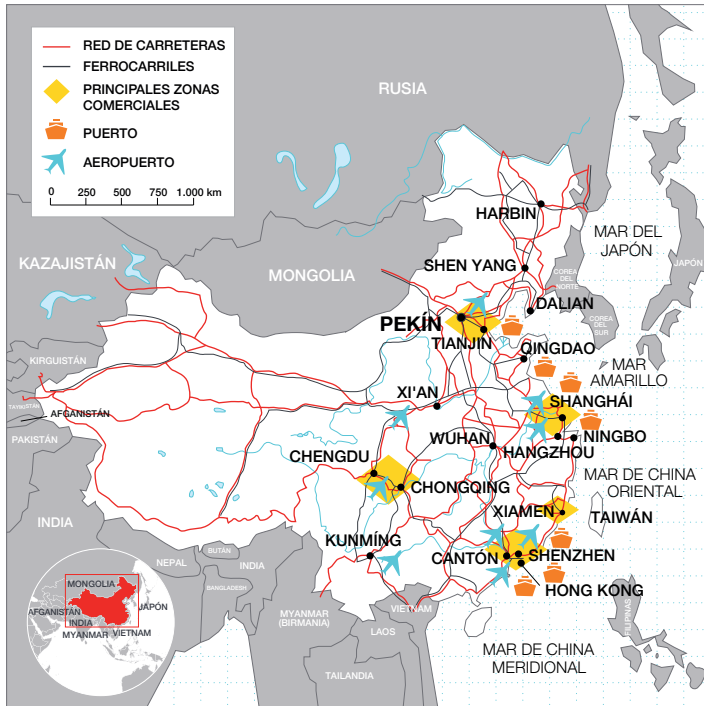 RED DE CARRETERAS
FERROCARRILES
PRINCIPALES ZONAS
COMERCIALES
PUERTO
AEROPUERTO
0 250 500 750 1.000 km
RUSIA
HARBIN
MAR DEL
JAPÓN
KAZAJISTÁN
MONGOLIA
SHEN YANG
COREA
DEL
NORTE
JAPÓN
DALIAN
COREA
DEL
SUR
PEKÍN
TIANJIN
QINGDAO
KIRGUISTÁN
MAR
AMARILLO
TAYIKISTÁN
XI'AN
SHANGHÁI
AFGANISTÁN
PAKISTÁN
WUHAN
NINGBO
HANGZHOU
CHENGDU
MAR DE CHINA
ORIENTAL
CHONGQING
XIAMEN
TAIWÁN
INDIA
KUNMÍNG
BUTÁN
NEPAL
INDIA
CANTÓN
SHENZHEN
BANGLADESH
HONG KONG
MYANMAR
(BIRMANIA)
VIETNAM
LAOS
FILIPINAS
TAILANDIA
MAR DE CHINA
MERIDIONAL
MONGOLIA
JAPÓN
AFGANISTÁN
INDIA
VIETNAM
MYANMAR